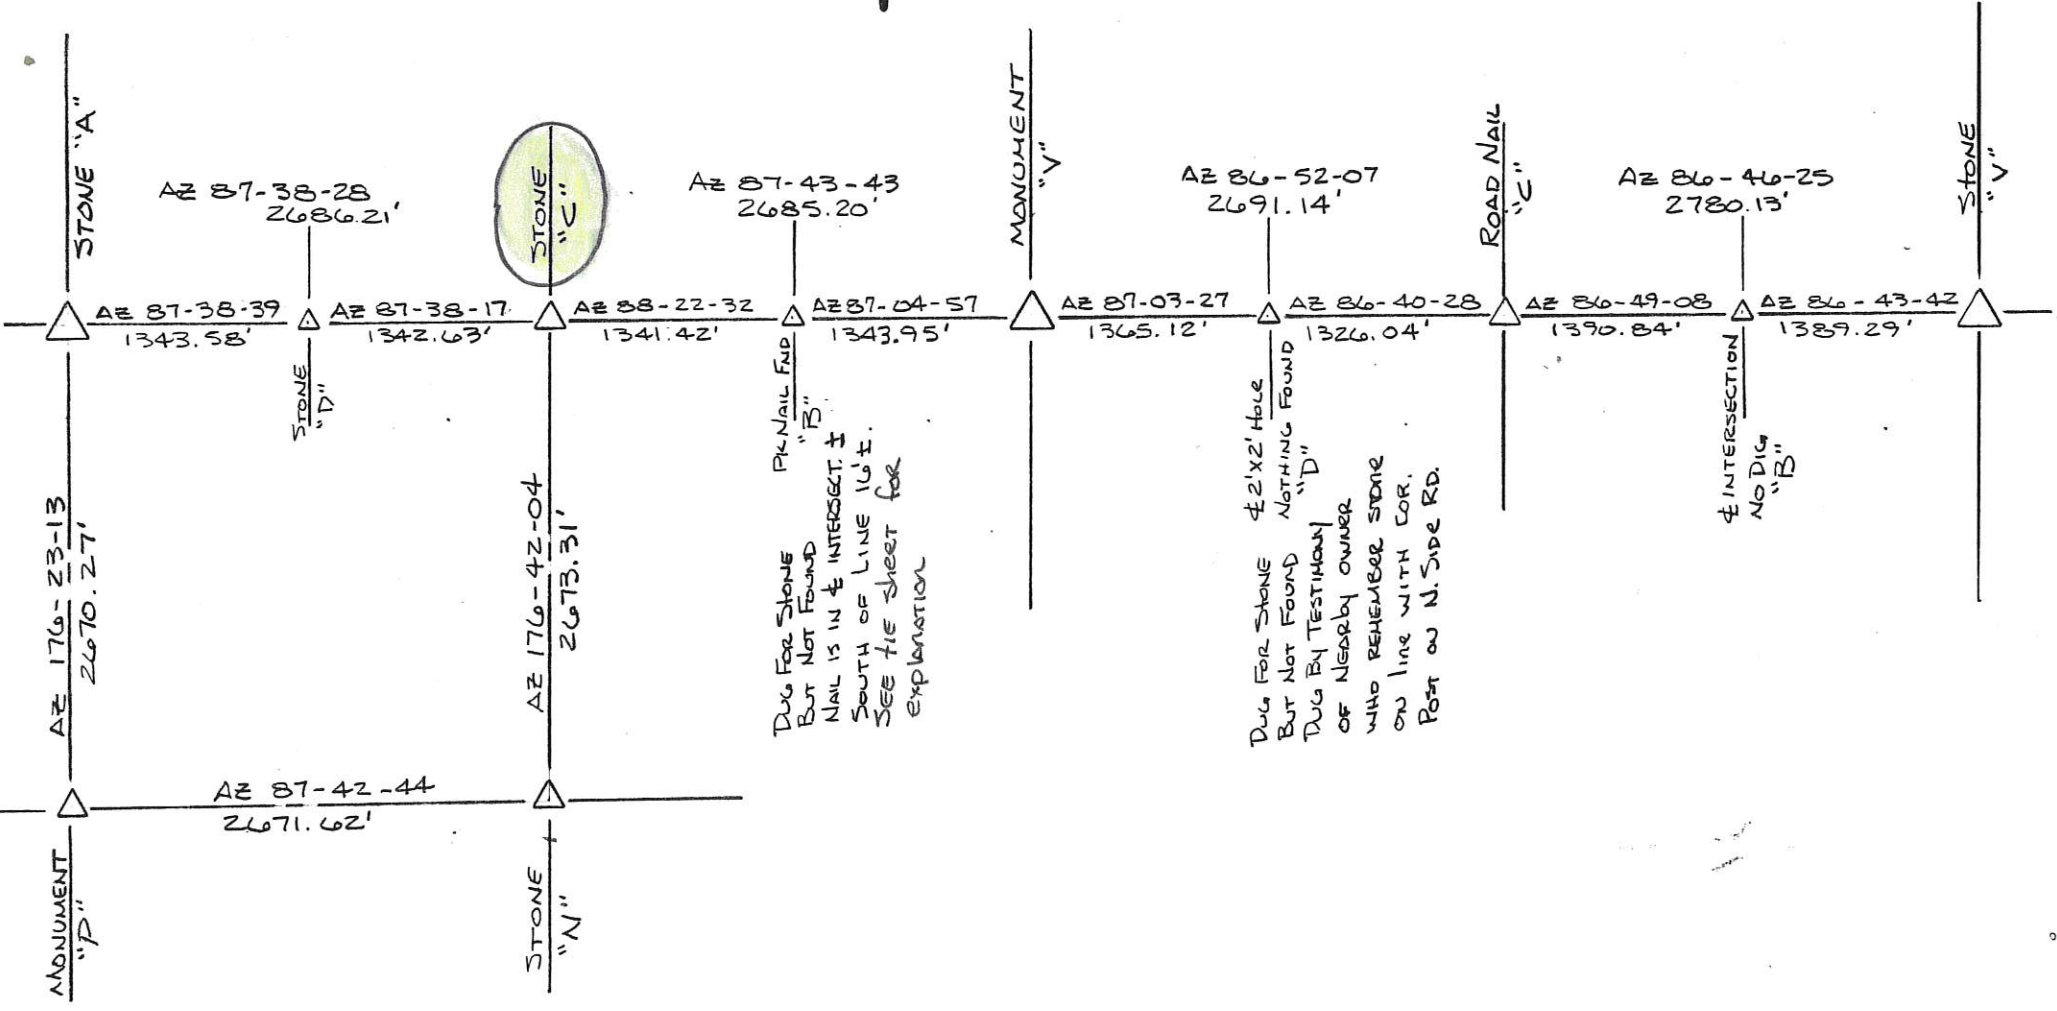 STONE "A"
AZ 87-38-28
2686.21'
STONE
"C"
AZ 87-43-43
2685.20'
MONUMENT
"V"
AZ 86-52-07
2691.14'
ROAD NAIL
"C"
AZ 86-46-25
2780.13'
STONE
"V"
AZ 87-38-39
1343.58'
AZ 87-38-17
1342.63'
AZ 88-22-32
1341.42'
AZ 87-04-57
1343.95'
AZ 87-03-27
1365.12'
AZ 86-40-28
1326.04'
AZ 86-49-08
1390.84'
AZ 86-43-42
1389.29'
STONE
"D"
PK NAIL FND
"B"
DUG FOR STONE
BUT NOT FOUND
NAIL IS IN ℄ INTERSECT. ±
SOUTH OF LINE 16' ±.
SEE tie sheet for
explanation
℄ 2'x2' HOLE
NOTHING FOUND
"D"
DUG FOR STONE
BUT NOT FOUND
DUG BY TESTIMONY
OF NEARby OWNER
WHO REMEMBER STONE
ON line WITH COR.
POST ON N. SIDE RD.
℄ INTERSECTION
NO DIG
"B"
AZ 176-23-13
2670.27'
AZ 176-42-04
2673.31'
AZ 87-42-44
2671.62'
MONUMENT
"P"
STONE
"N"